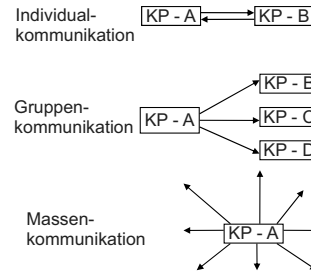 Individual-
kommunikation
KP - A
KP - B
Gruppen-
kommunikation
KP - A
KP - B
KP - C
KP - D
Massen-
kommunikation
KP - A